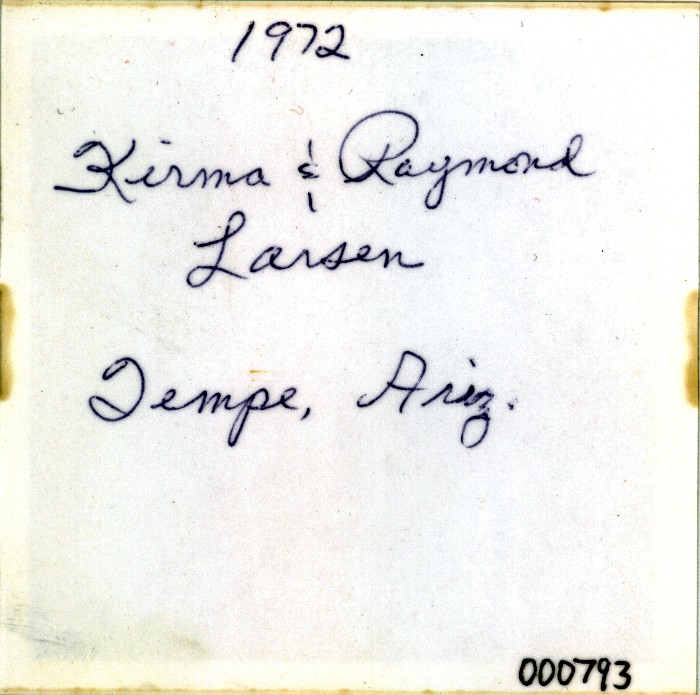 1972
Kirma & Raymond
Larsen
Tempe, Ariz.
000793